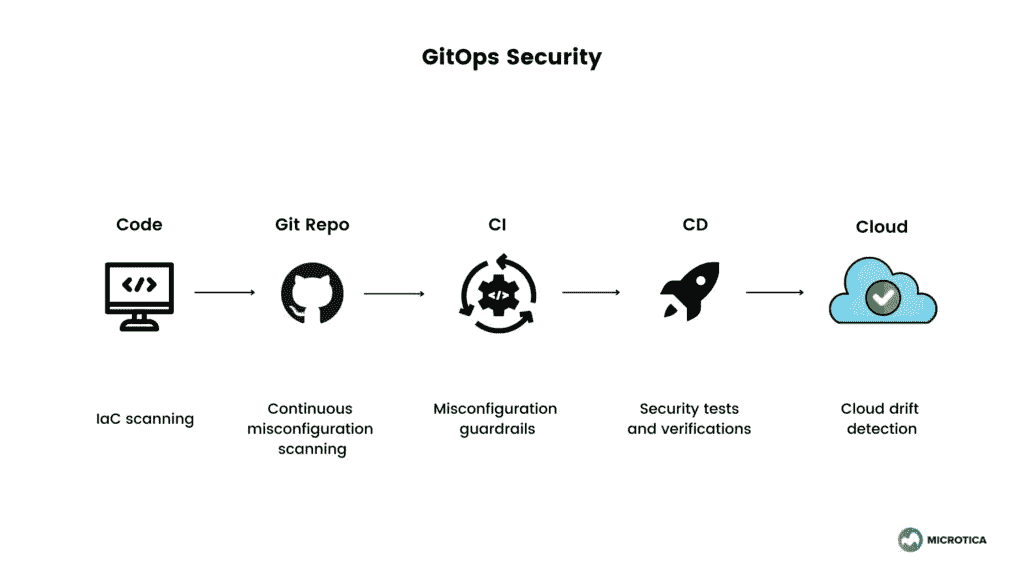 GitOps Security
Code
Git Repo
CI
CD
Cloud
</>
</>
IaC scanning
Continuous
misconfiguration
scanning
Misconfiguration
guardrails
Security tests
and verifications
Cloud drift
detection
MICROTICA